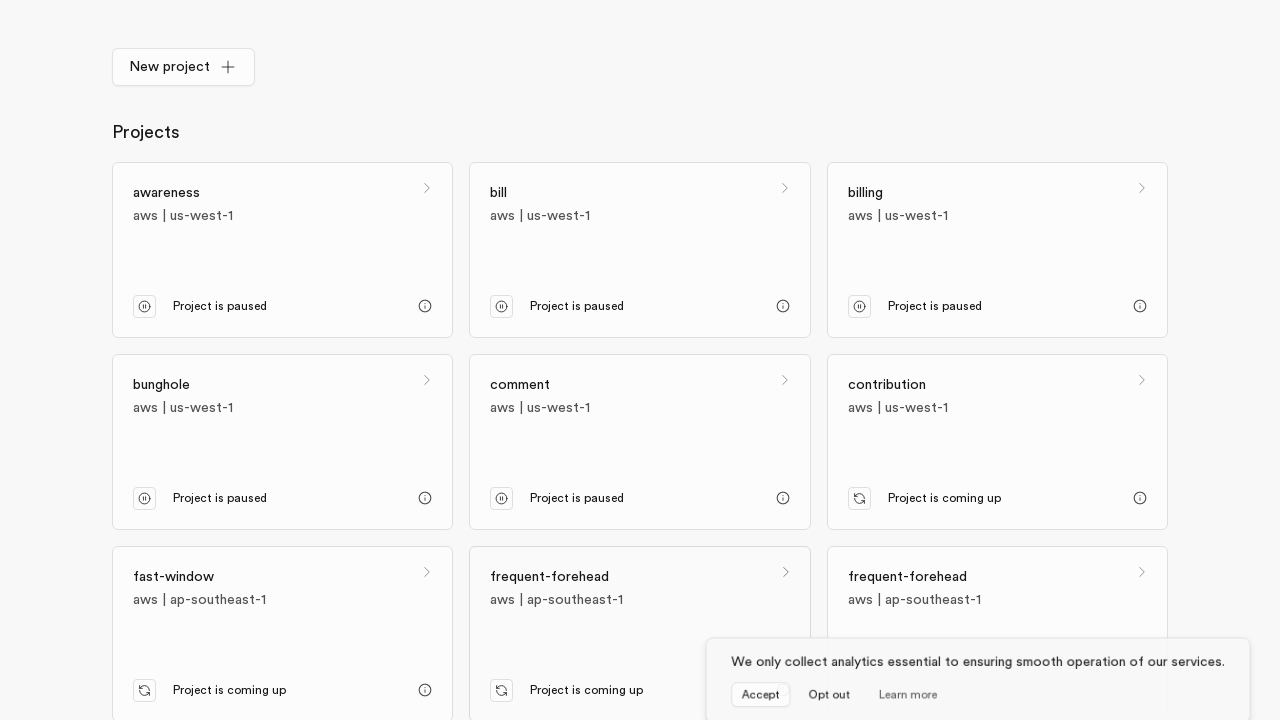 New project
Projects
awareness
aws | us-west-1
Project is paused
bill
aws | us-west-1
Project is paused
billing
aws | us-west-1
Project is paused
bunghole
aws | us-west-1
Project is paused
comment
aws | us-west-1
Project is paused
contribution
aws | us-west-1
Project is coming up
fast-window
aws | ap-southeast-1
Project is coming up
frequent-forehead
aws | ap-southeast-1
Project is coming up
frequent-forehead
aws | ap-southeast-1
We only collect analytics essential to ensuring smooth operation of our services.
Accept
Opt out
Learn more